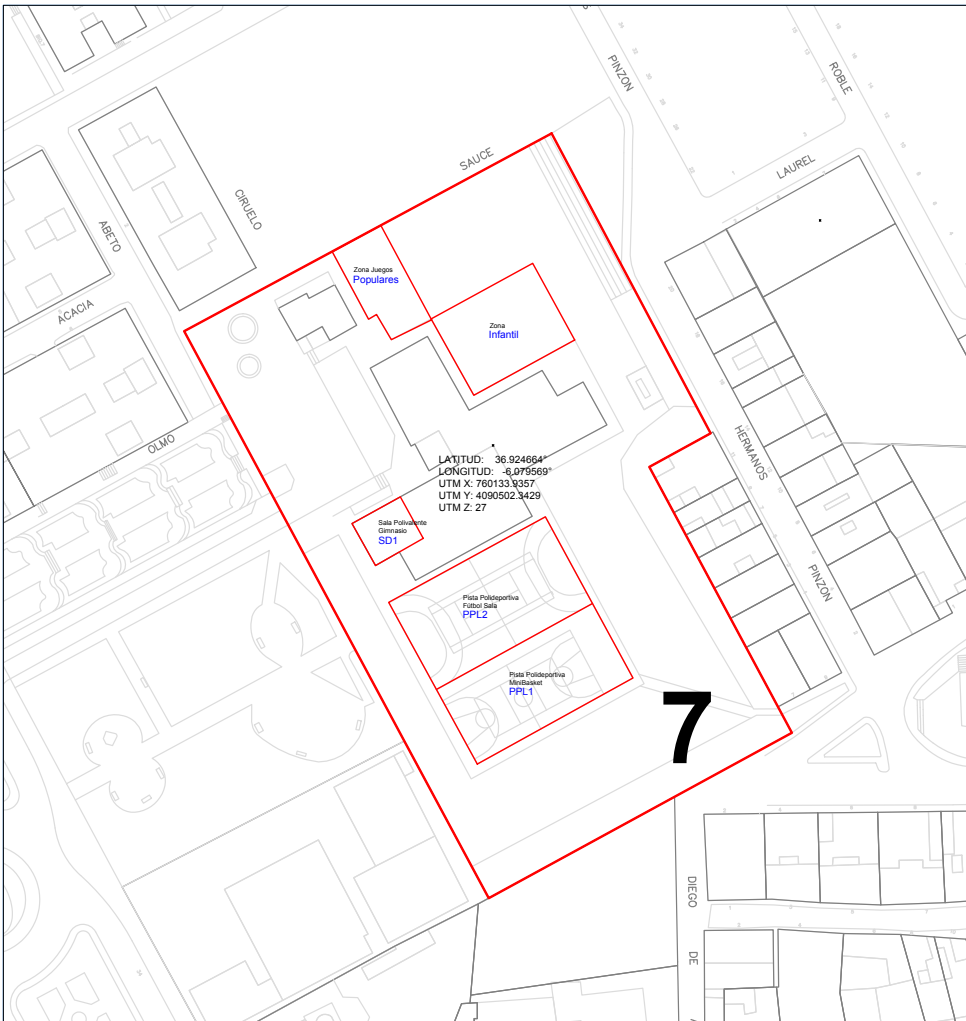 PINZON
ROBLE
SAUCE
LAUREL
CIRUELO
ABETO
ACACIA
OLMO
Zona Juegos
Populares
Zona
Infantil
HERMANOS
PINZON
LATITUD: 36.924664°
LONGITUD: -6.079569°
UTM X: 760133.9357
UTM Y: 4090502.3429
UTM Z: 27
Sala Polivalente
Gimnasio
SD1
Pista Polideportiva
Fútbol Sala
PPL2
Pista Polideportiva
MiniBasket
PPL1
7
DIEGO
DE